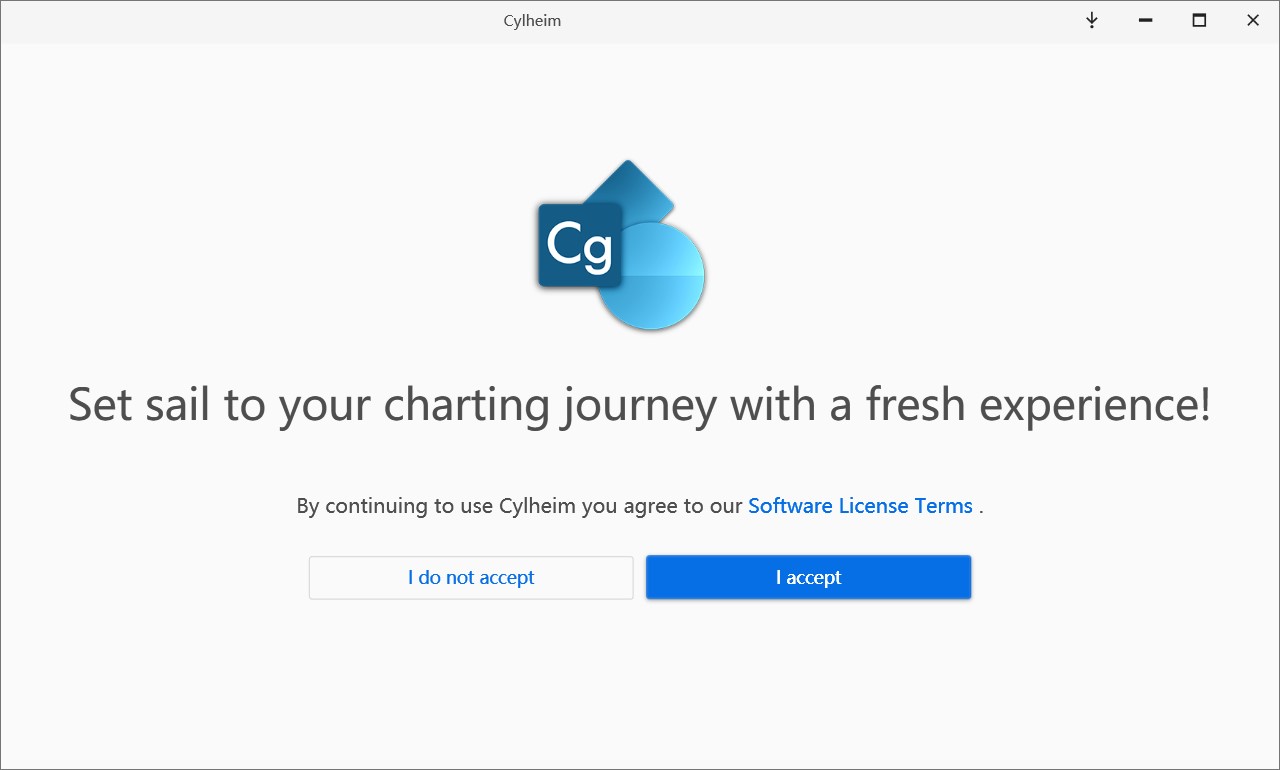 Cylheim
Cg
Set sail to your charting journey with a fresh experience!
By continuing to use Cylheim you agree to our Software License Terms .
I do not accept
I accept